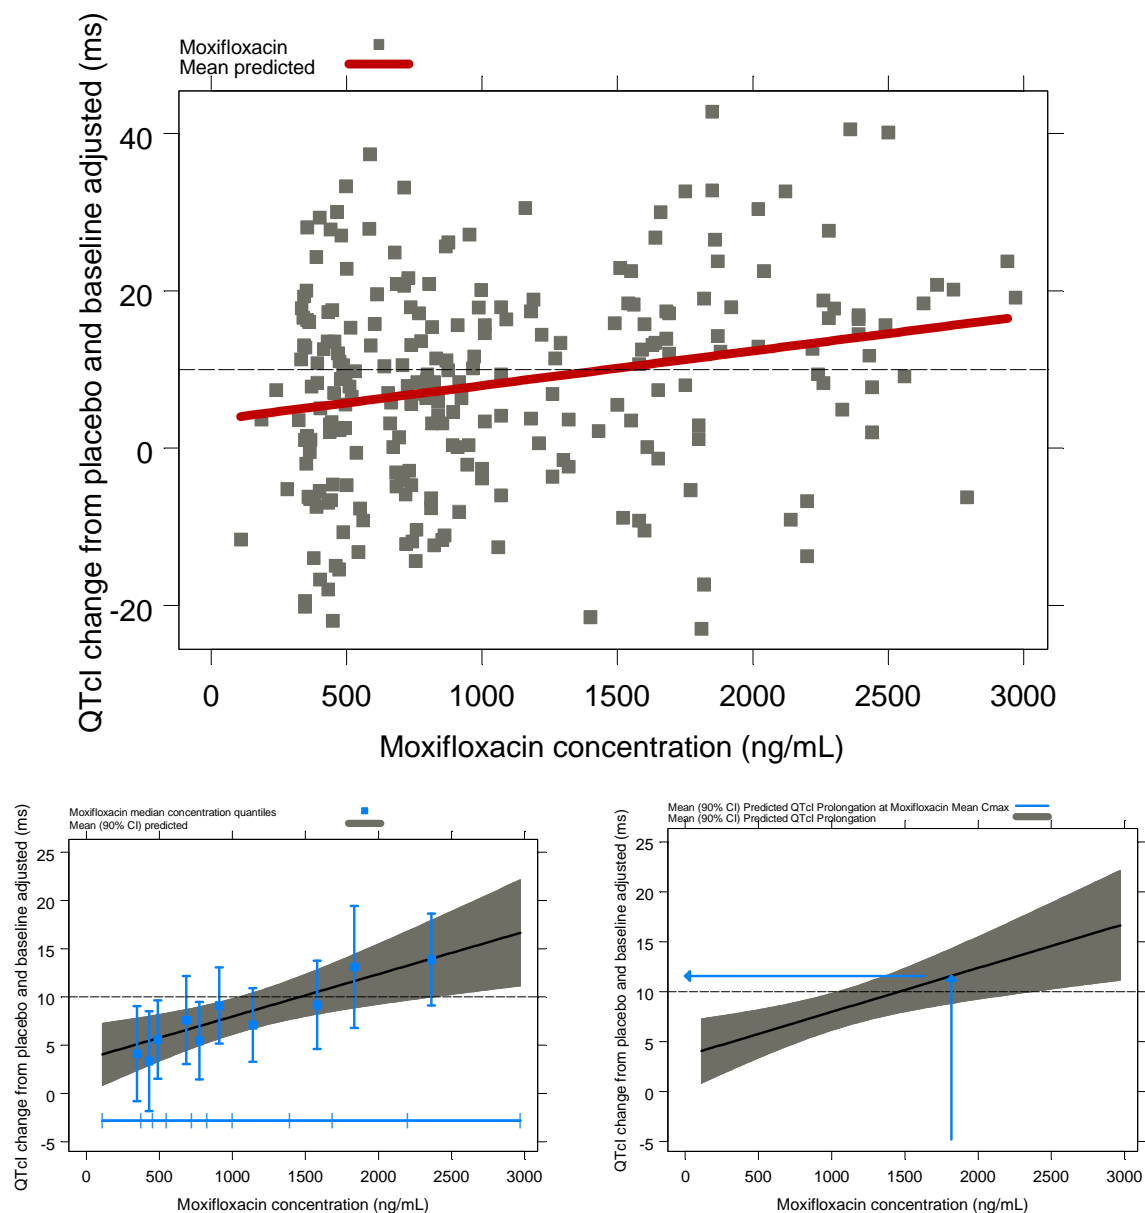 QTcI change from placebo and baseline adjusted (ms)
Moxifloxacin
Mean predicted
40
20
0
-20
0 500 1000 1500 2000 2500 3000
Moxifloxacin concentration (ng/mL)
QTcI change from placebo and baseline adjusted (ms)
Moxifloxacin median concentration quantiles
Mean (90% CI) predicted
25
20
15
10
5
0
-5
0 500 1000 1500 2000 2500 3000
Moxifloxacin concentration (ng/mL)
QTcI change from placebo and baseline adjusted (ms)
Mean (90% CI) Predicted QTcI Prolongation at Moxifloxacin Mean Cmax
Mean (90% CI) Predicted QTcI Prolongation
25
20
15
10
5
0
-5
0 500 1000 1500 2000 2500 3000
Moxifloxacin concentration (ng/mL)